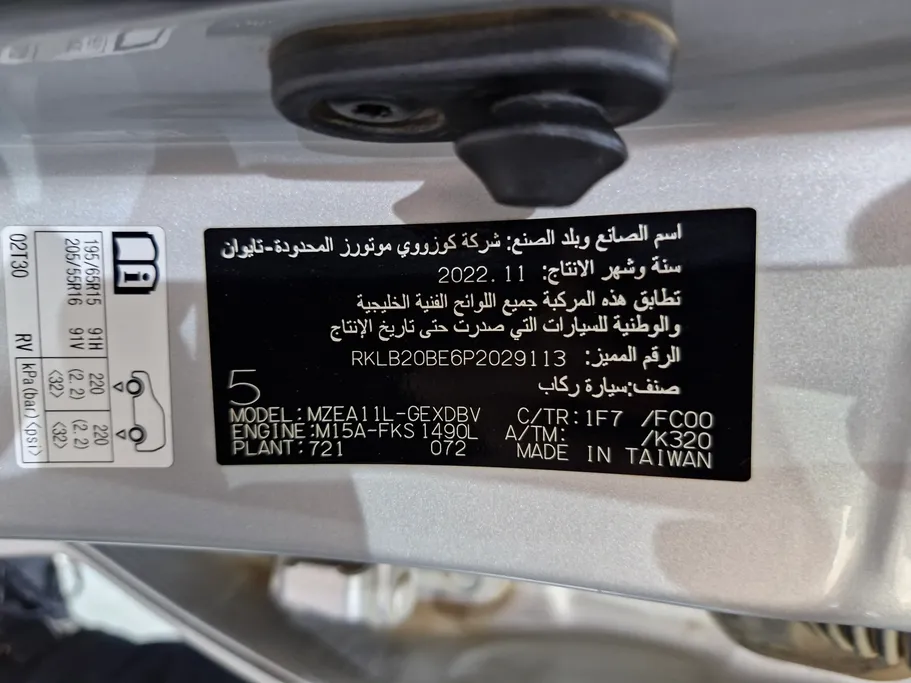 اسم الصانع وبلد الصنع: شركة كوزووي موتورز المحدودة-تايوان
سنة وشهر الانتاج: 2022.11
تطابق هذه المركبة جميع اللوائح الفنية الخليجية
والوطنية للسيارات التي صدرت حتى تاريخ الإنتاج
الرقم المميز: RKLB20BE6P2029113
صنف:سيارة ركاب
5
MODEL:MZEA11L-GEXDBV C/TR:1F7 /FC00
ENGINE:M15A-FKS 1490L A/TM: /K320
PLANT:721 072 MADE IN TAIWAN
195/65R15 91H 220 (2.2) <32> 220 (2.2) <32>
205/55R16 91V
02T30 RV kPa(bar)<psi>